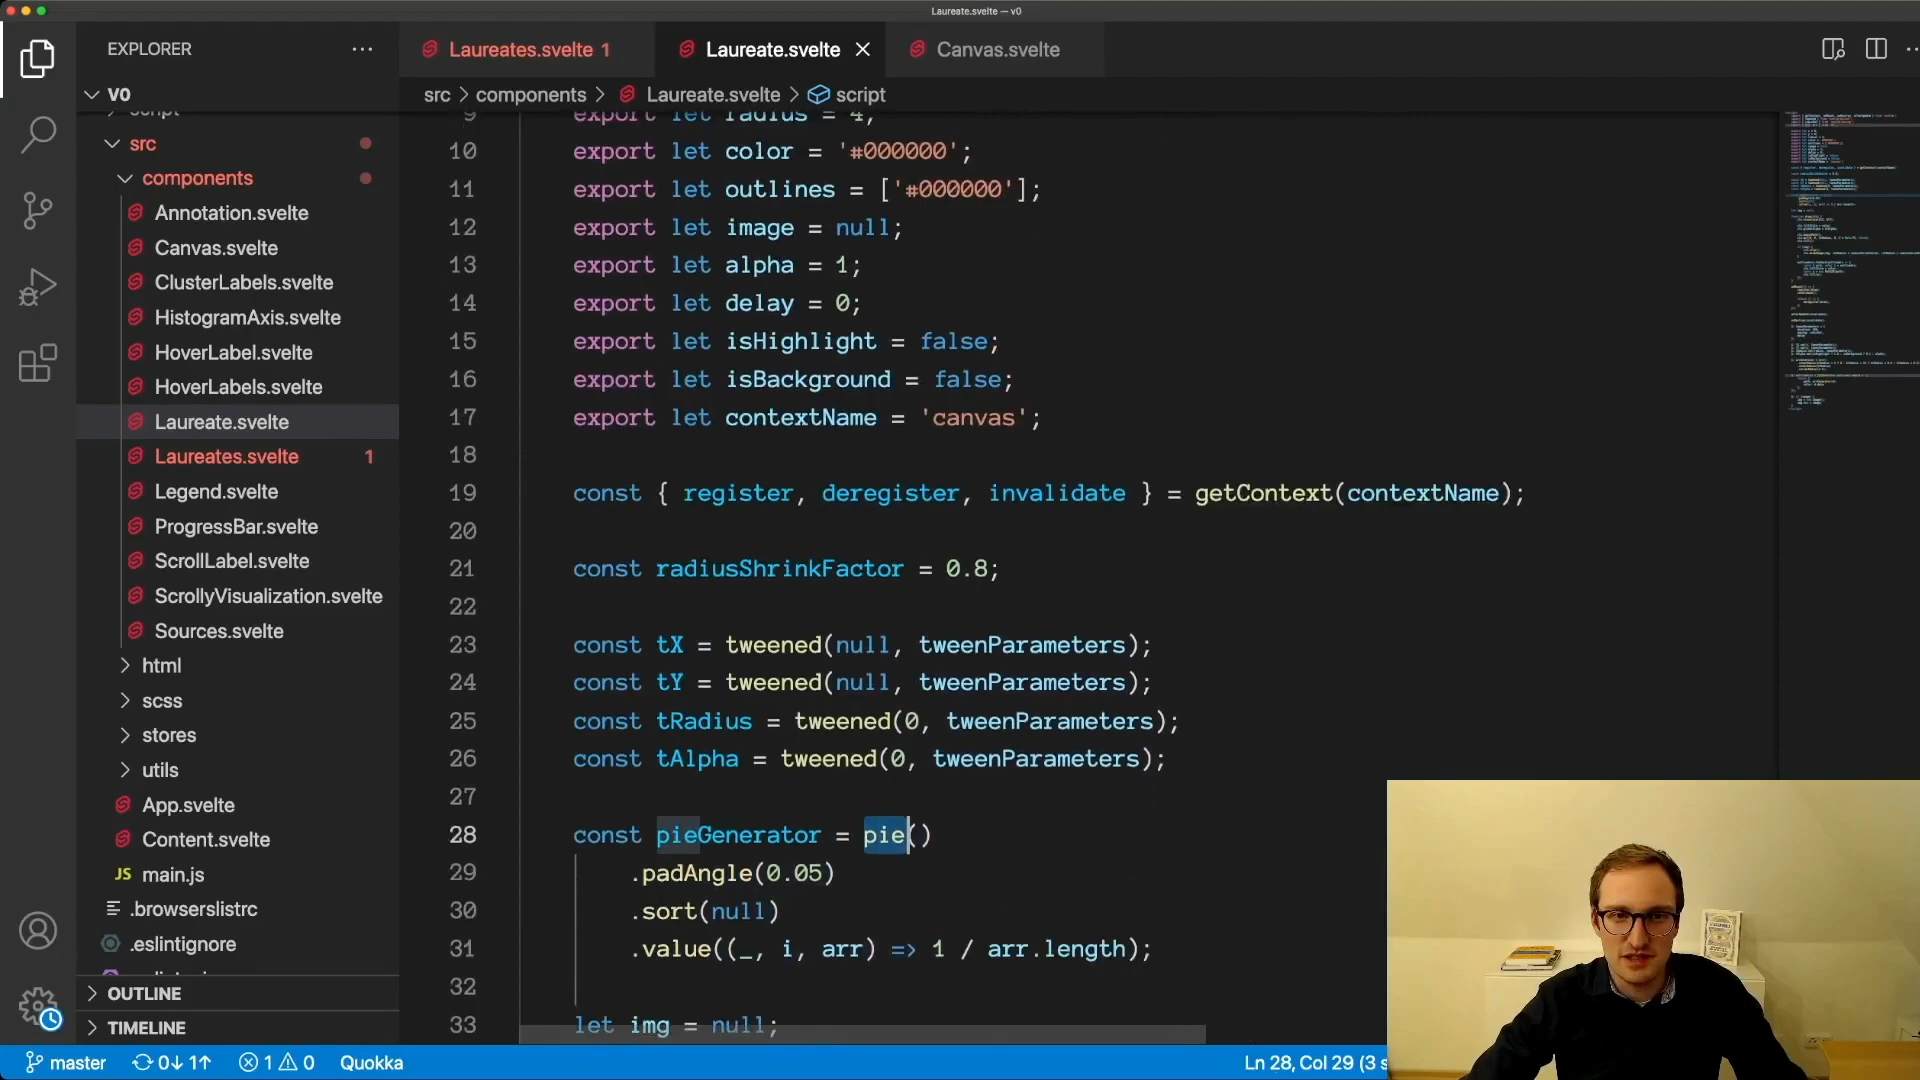 Laureate.svelte — v0
EXPLORER
Laureates.svelte 1
Laureate.svelte
Canvas.svelte
V0
src > components > Laureate.svelte > script
script
src
components
Annotation.svelte
Canvas.svelte
ClusterLabels.svelte
HistogramAxis.svelte
HoverLabel.svelte
HoverLabels.svelte
Laureate.svelte
Laureates.svelte 1
Legend.svelte
ProgressBar.svelte
ScrollLabel.svelte
ScrollyVisualization.svelte
Sources.svelte
html
scss
stores
utils
App.svelte
Content.svelte
JS main.js
.browserslistrc
.eslintignore
OUTLINE
TIMELINE
9 export let radius = 4;
10 export let color = '#000000';
11 export let outlines = ['#000000'];
12 export let image = null;
13 export let alpha = 1;
14 export let delay = 0;
15 export let isHighlight = false;
16 export let isBackground = false;
17 export let contextName = 'canvas';
18
19 const { register, deregister, invalidate } = getContext(contextName);
20
21 const radiusShrinkFactor = 0.8;
22
23 const tX = tweened(null, tweenParameters);
24 const tY = tweened(null, tweenParameters);
25 const tRadius = tweened(0, tweenParameters);
26 const tAlpha = tweened(0, tweenParameters);
27
28 const pieGenerator = pie()
29 .padAngle(0.05)
30 .sort(null)
31 .value((_, i, arr) => 1 / arr.length);
32
33 let img = null;
master
0↓ 1↑
1 0
Quokka
Ln 28, Col 29 (3 s